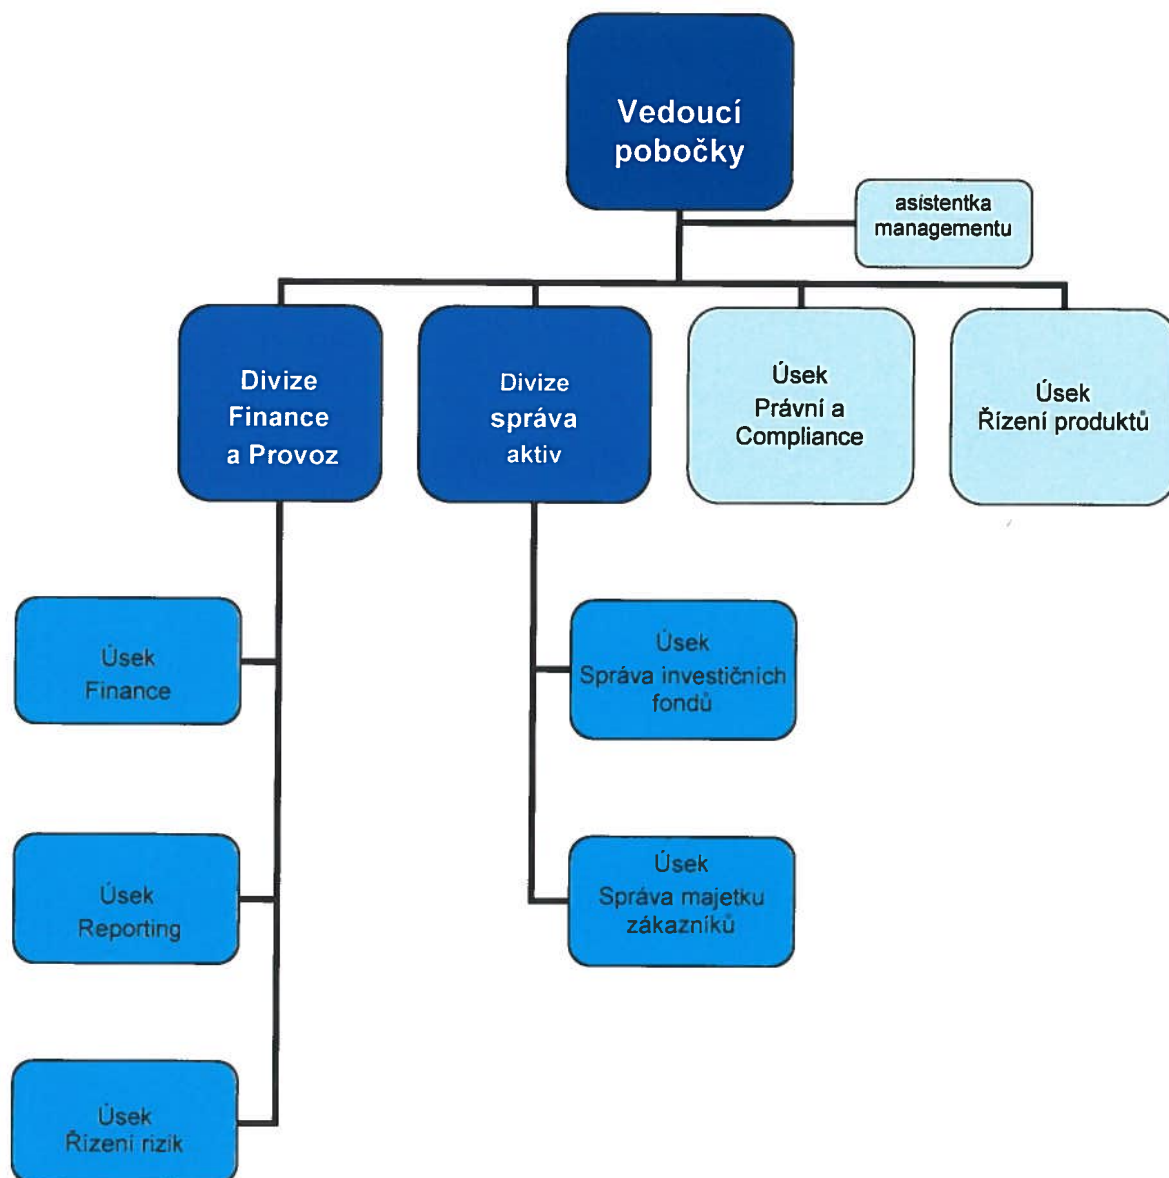 Vedoucí
pobočky
asistentka
managementu
Divize
Finance
a Provoz
Divize
správa
aktiv
Úsek
Právní a
Compliance
Úsek
Řízení produktů
Úsek
Finance
Úsek
Správa investičních
fondů
Úsek
Reporting
Úsek
Správa majetku
zákazníků
Úsek
Řízení rizik